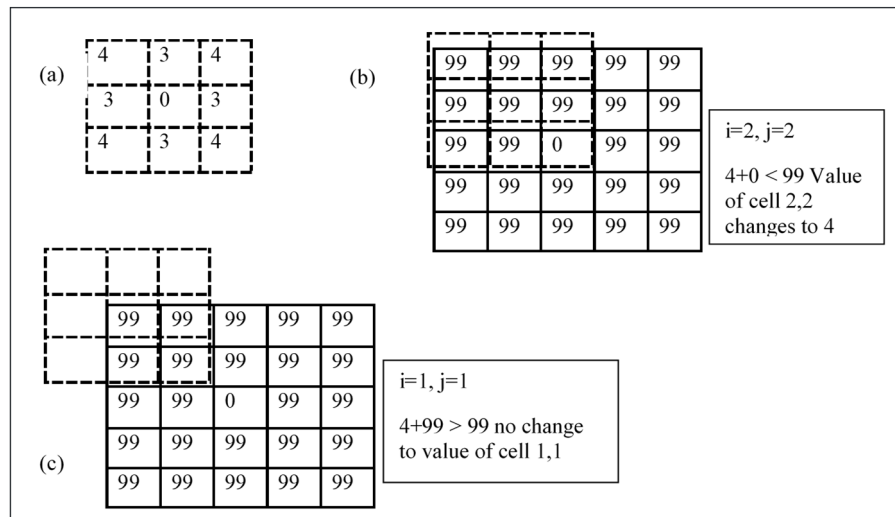 (a)
4 3 4
3 0 3
4 3 4
(b)
99 99 99 99 99
99 99 99 99 99
99 99 0 99 99
99 99 99 99 99
99 99 99 99 99
i=2, j=2
4+0 < 99 Value
of cell 2,2
changes to 4
(c)
99 99 99 99 99
99 99 99 99 99
99 99 0 99 99
99 99 99 99 99
99 99 99 99 99
i=1, j=1
4+99 > 99 no change
to value of cell 1,1